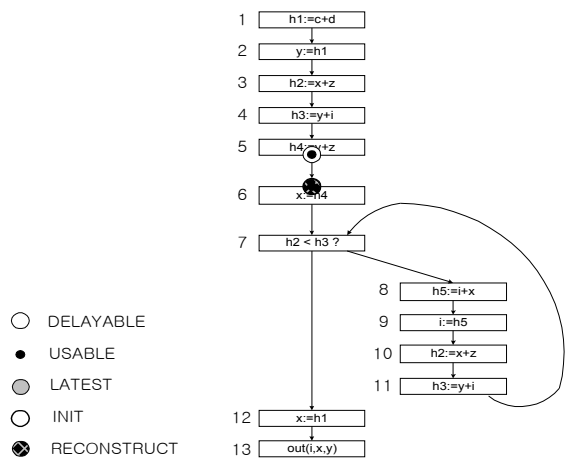 1 h1:=c+d
2 y:=h1
3 h2:=x+z
4 h3:=y+i
5 h4:=y+z
6 x:=h4
7 h2 < h3 ?
8 h5:=i+x
9 i:=h5
10 h2:=x+z
11 h3:=y+i
DELAYABLE
USABLE
LATEST
INIT
RECONSTRUCT
12 x:=h1
13 out(i,x,y)